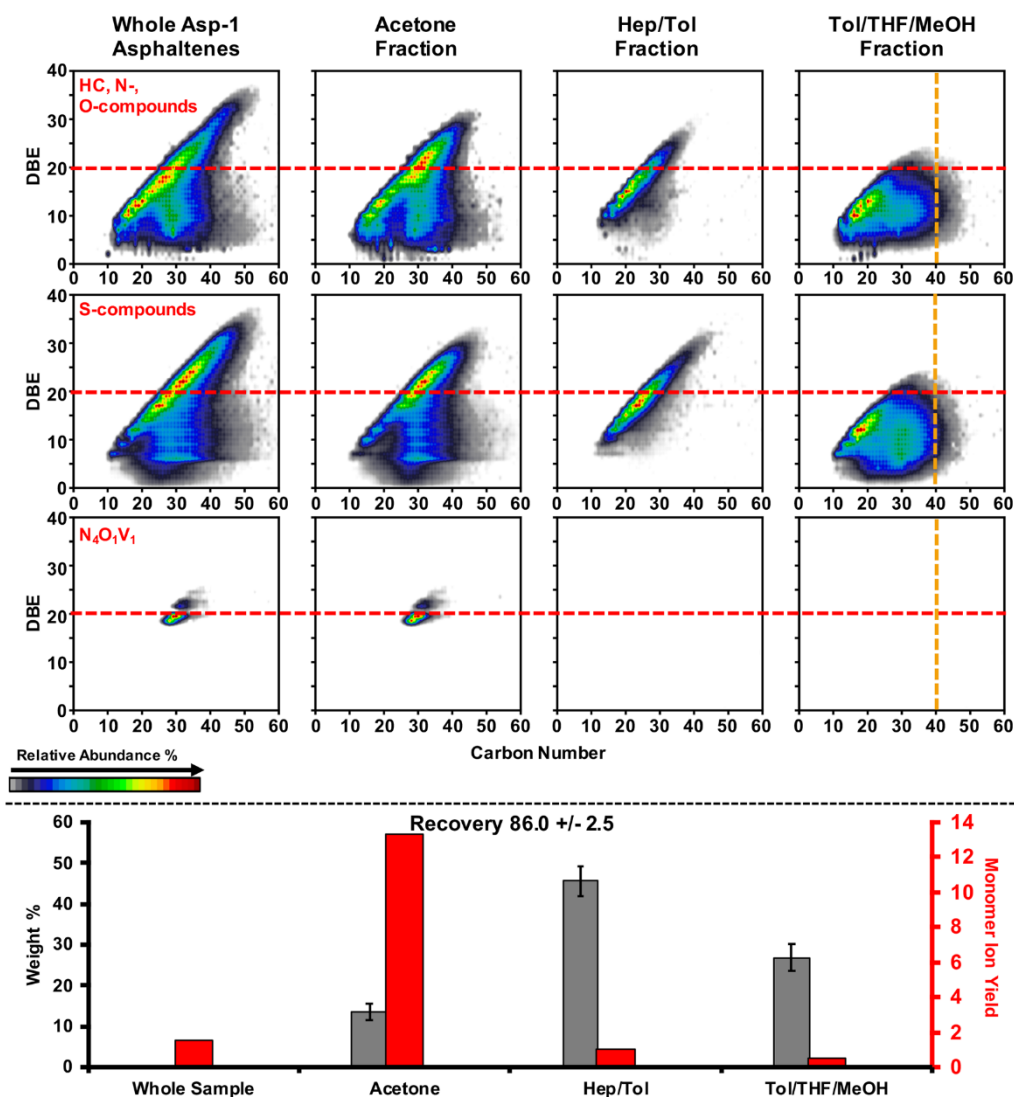 Whole Asp-1 Asphaltenes
Acetone Fraction
Hep/Tol Fraction
Tol/THF/MeOH Fraction
HC, N-,
O-compounds
DBE
40
30
20
10
0
0 10 20 30 40 50 60
0 10 20 30 40 50 60
0 10 20 30 40 50 60
0 10 20 30 40 50 60
S-compounds
DBE
40
30
20
10
0
0 10 20 30 40 50 60
0 10 20 30 40 50 60
0 10 20 30 40 50 60
0 10 20 30 40 50 60
N₄O₁V₁
DBE
40
30
20
10
0
0 10 20 30 40 50 60
0 10 20 30 40 50 60
0 10 20 30 40 50 60
0 10 20 30 40 50 60
Carbon Number
Relative Abundance %
Recovery 86.0 +/- 2.5
Weight %
60
50
40
30
20
10
0
14
12
10
8
6
4
2
0
Monomer Ion Yield
Whole Sample
Acetone
Hep/Tol
Tol/THF/MeOH